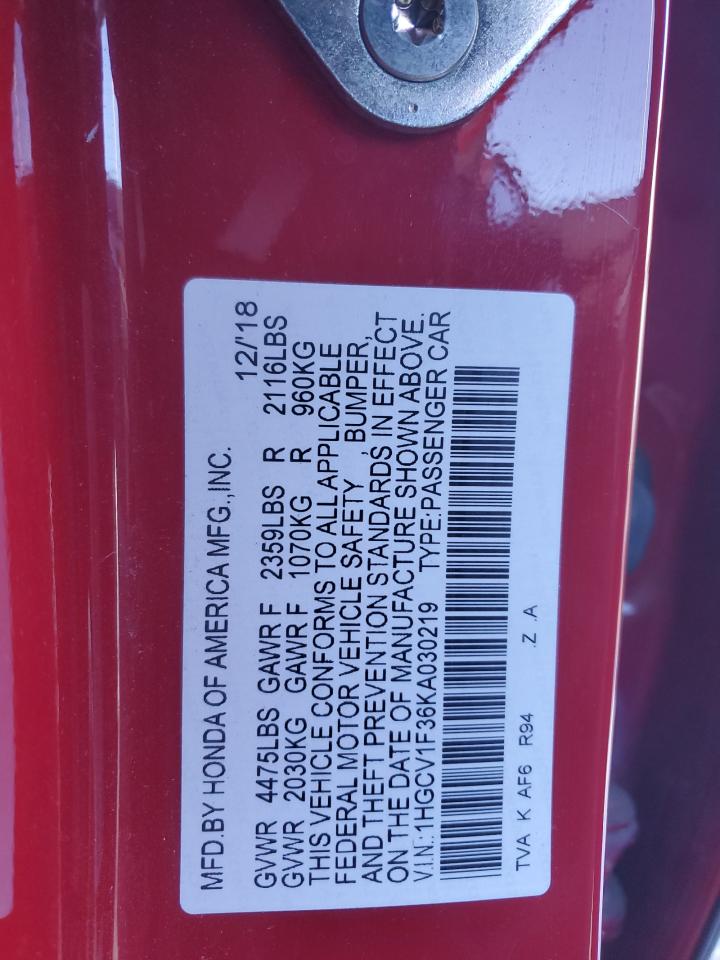 MFD.BY HONDA OF AMERICA MFG.,INC. 12/'18
GVWR 4475LBS GAWR F 2359LBS R 2116LBS
GVWR 2030KG GAWR F 1070KG R 960KG
THIS VEHICLE CONFORMS TO ALL APPLICABLE
FEDERAL MOTOR VEHICLE SAFETY , BUMPER,
AND THEFT PREVENTION STANDARDS IN EFFECT
ON THE DATE OF MANUFACTURE SHOWN ABOVE.
V.I.N.:1HGCV1F36KA030219 TYPE:PASSENGER CAR
TVA K AF6 R94 .Z .A